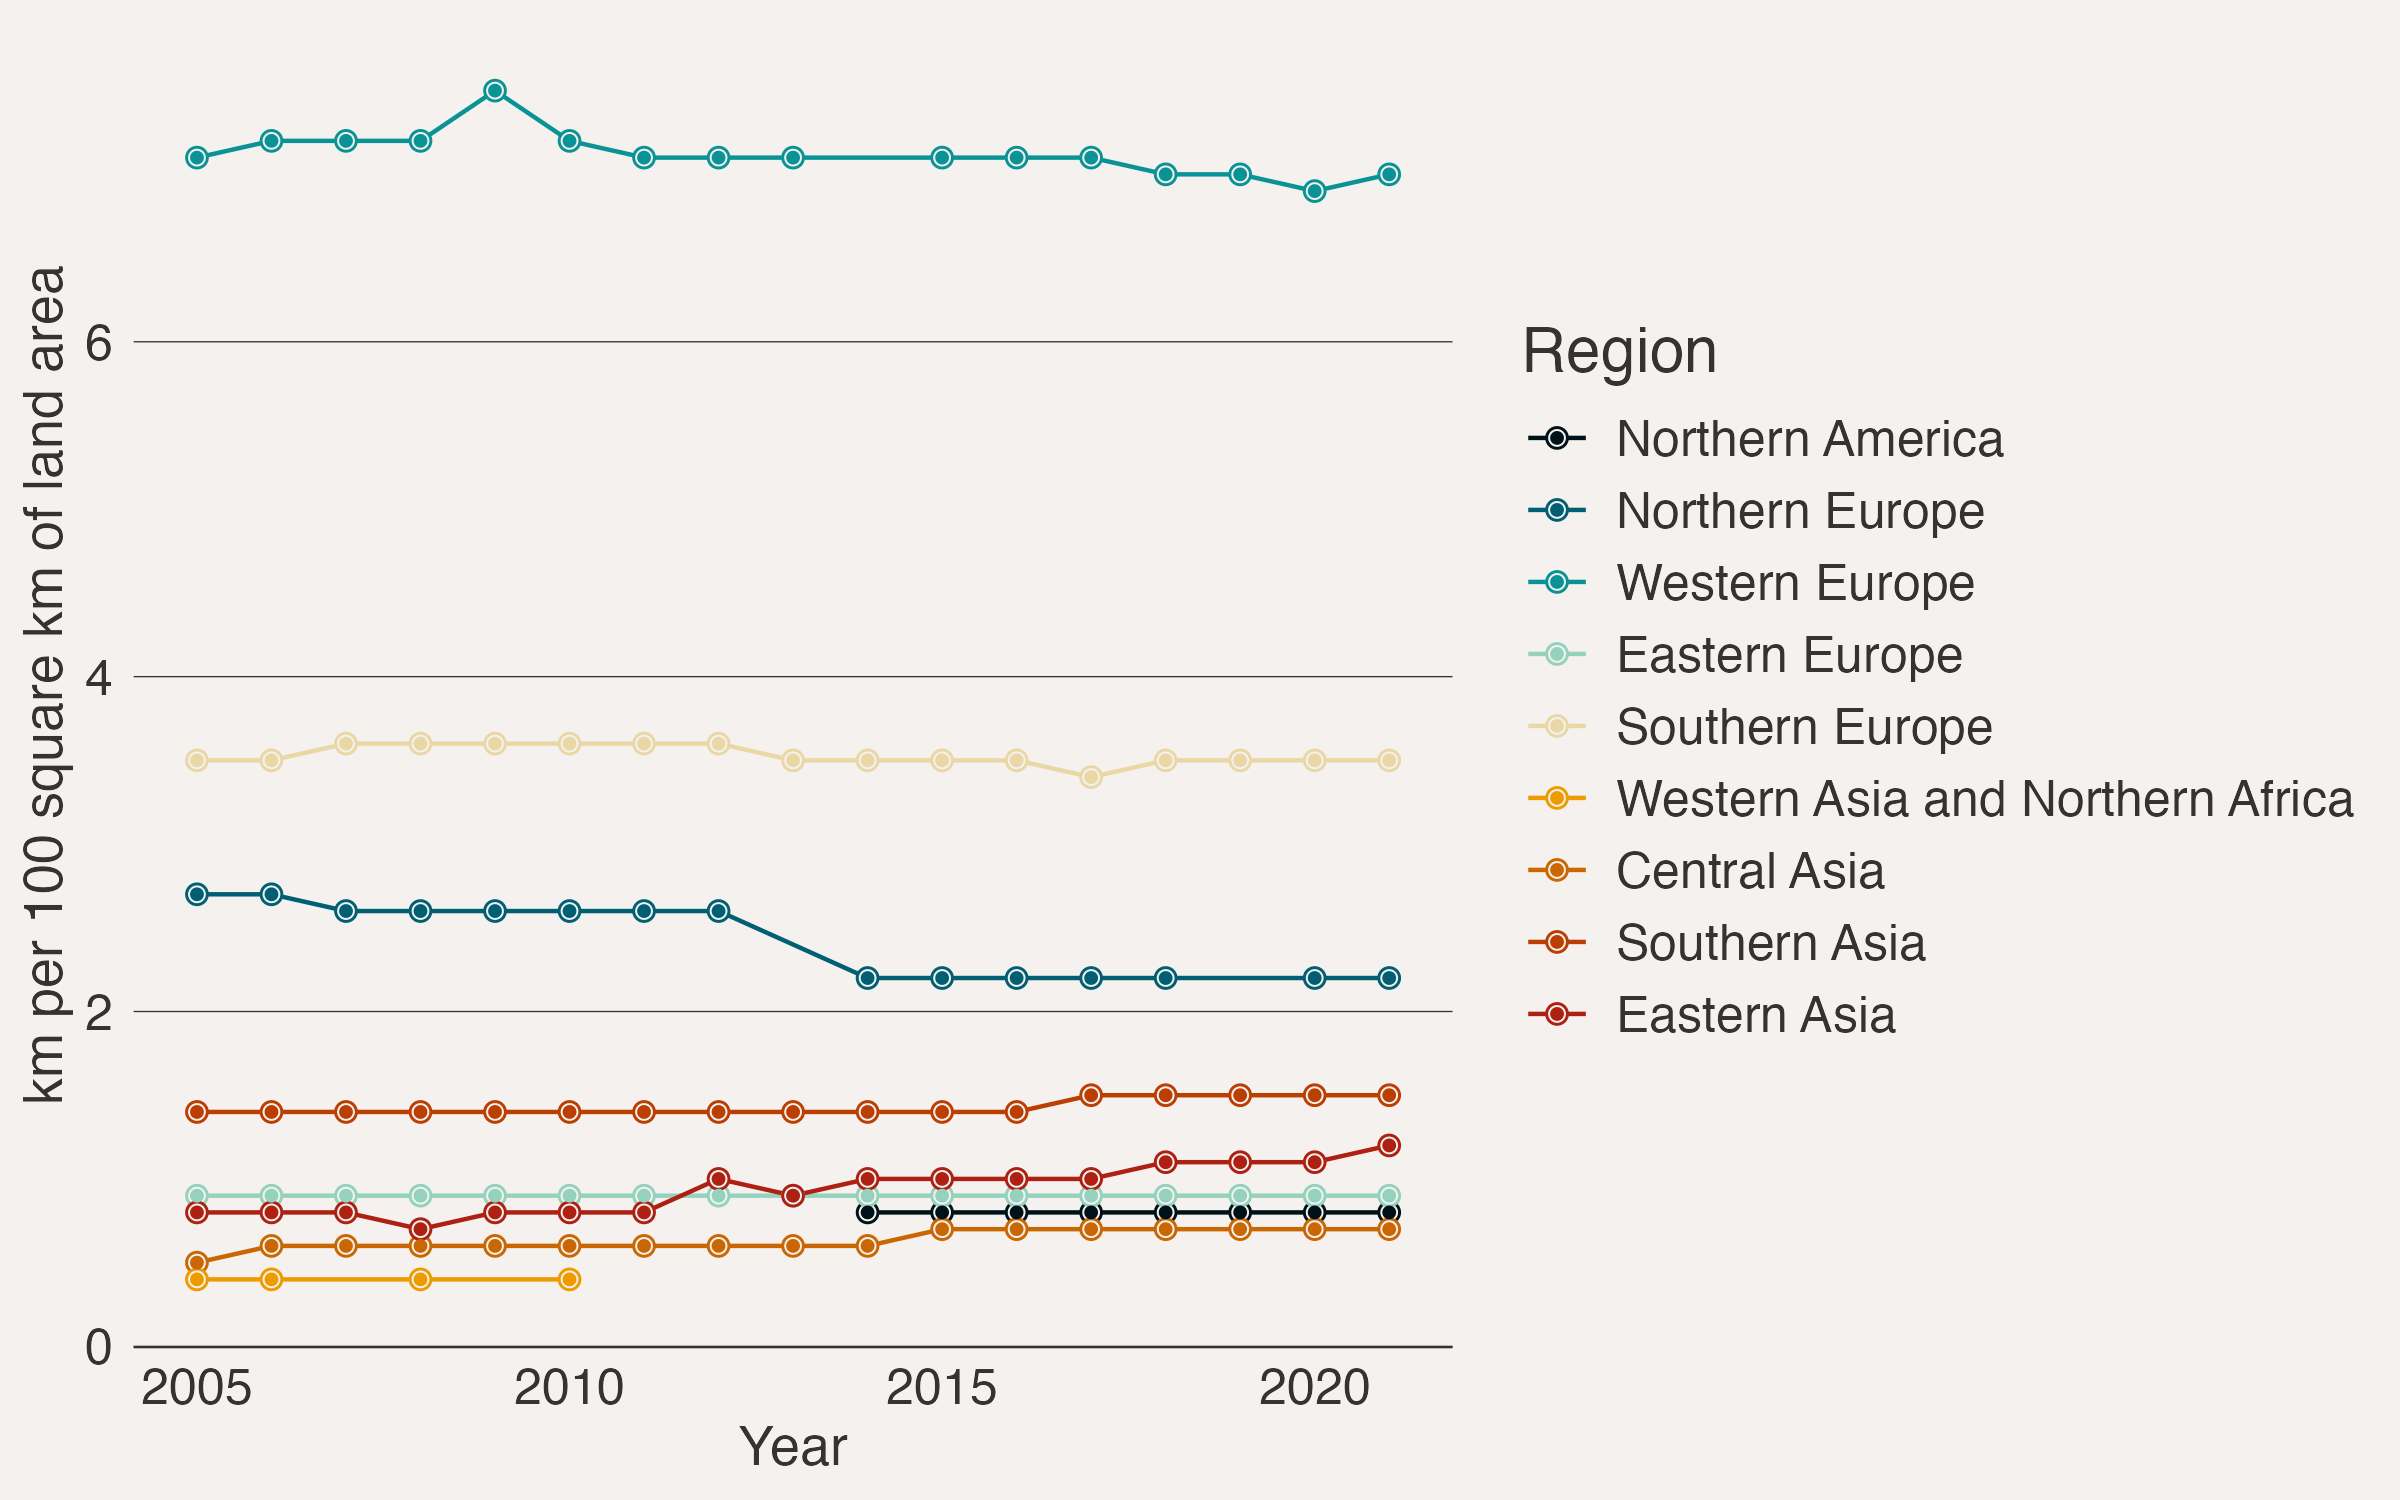 km per 100 square km of land area
6
4
2
0
2005 2010 2015 2020
Year
Region
Northern America
Northern Europe
Western Europe
Eastern Europe
Southern Europe
Western Asia and Northern Africa
Central Asia
Southern Asia
Eastern Asia